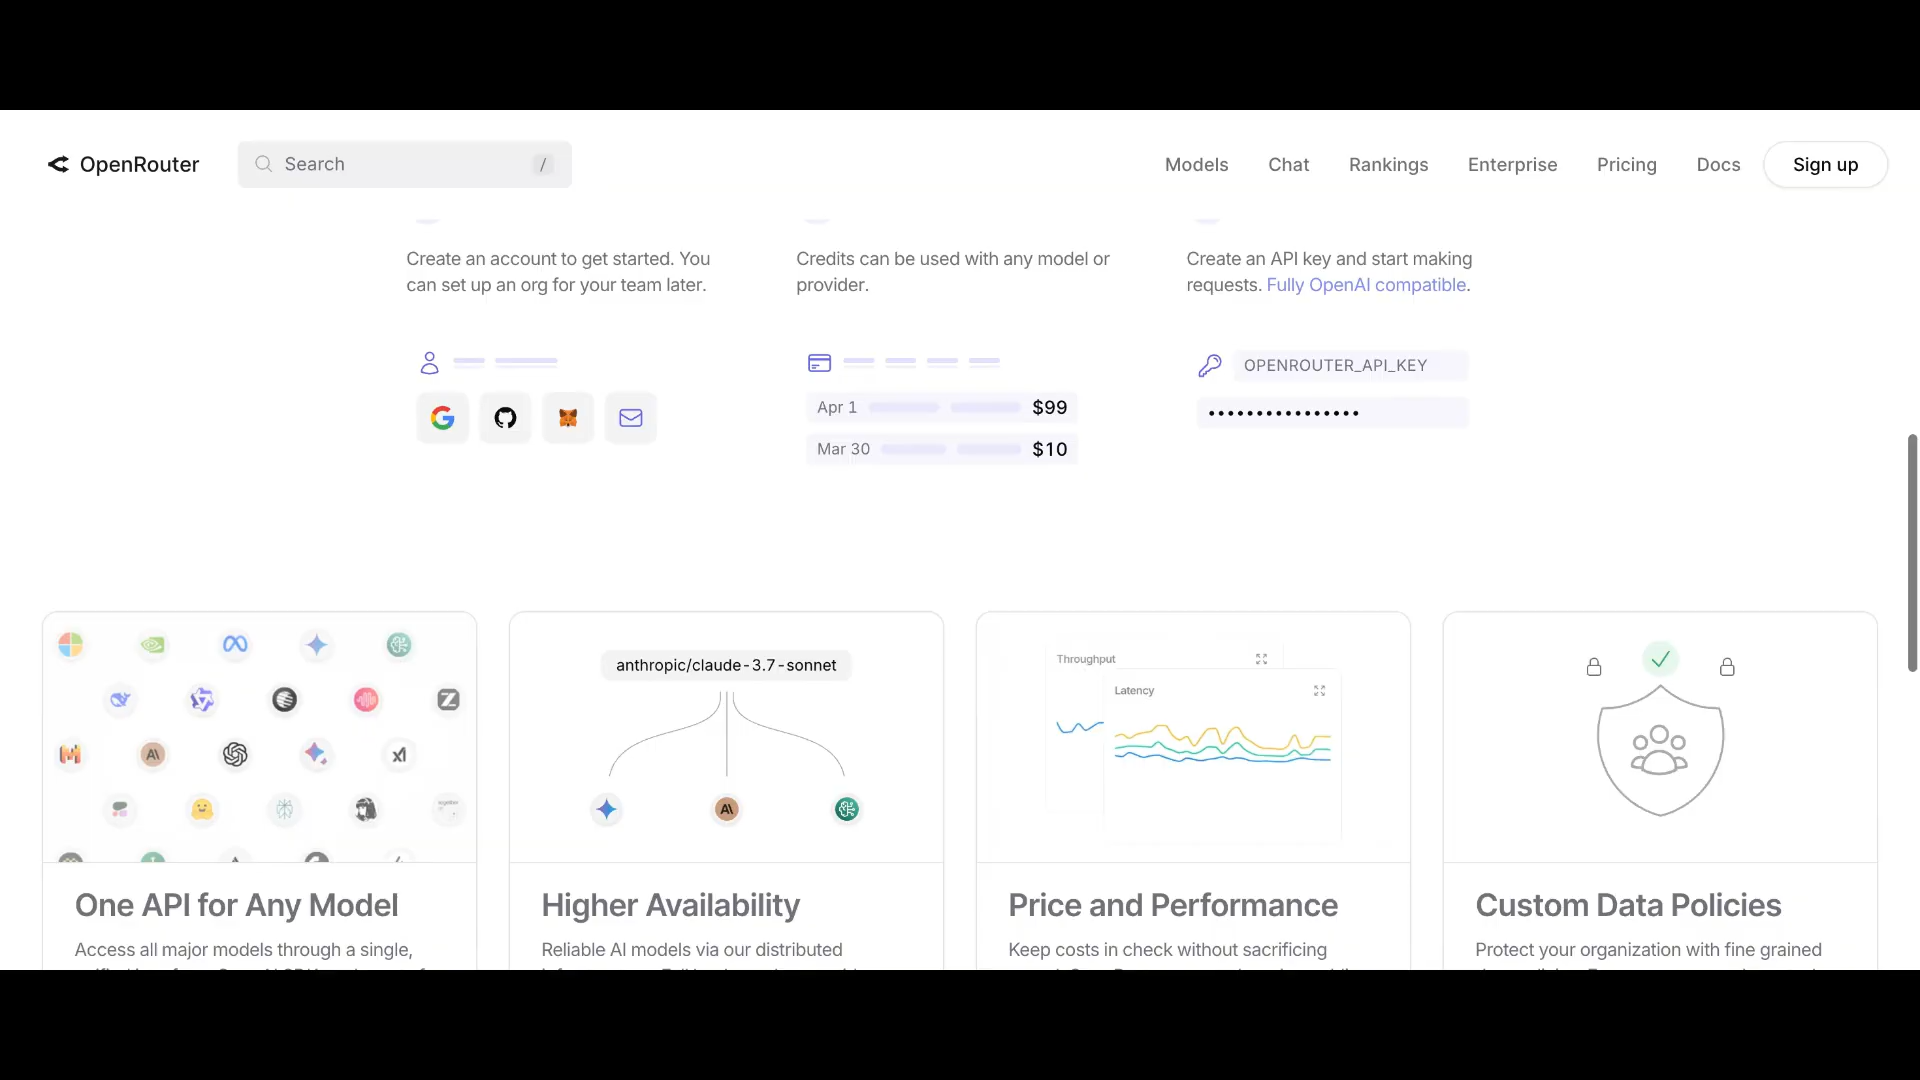 OpenRouter
Search
/
Models
Chat
Rankings
Enterprise
Pricing
Docs
Sign up
Create an account to get started. You
can set up an org for your team later.
Credits can be used with any model or
provider.
Create an API key and start making
requests. Fully OpenAI compatible.
OPENROUTER_API_KEY
Apr 1
$99
Mar 30
$10
anthropic/claude-3.7-sonnet
Throughput
Latency
One API for Any Model
Access all major models through a single,
Higher Availability
Reliable AI models via our distributed
Price and Performance
Keep costs in check without sacrificing
Custom Data Policies
Protect your organization with fine grained